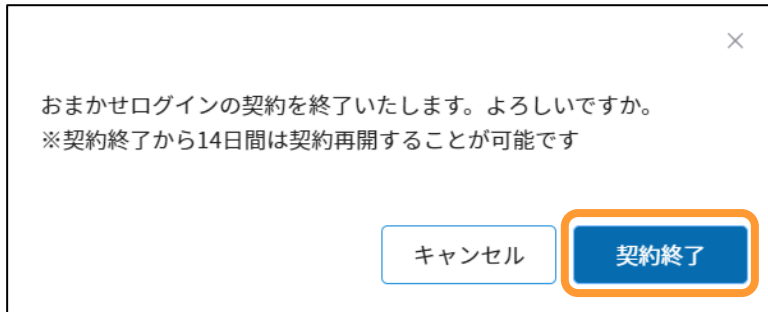 おまかせログインの契約を終了いたします。よろしいですか。
※契約終了から14日間は契約再開することが可能です
キャンセル
契約終了